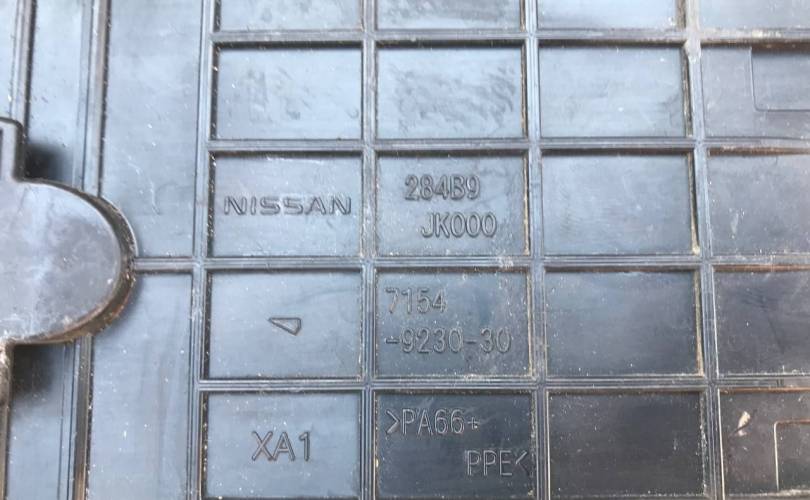 NISSAN
284B9
JK000
7154
-9230-30
XA1
>PA66+
PPE<